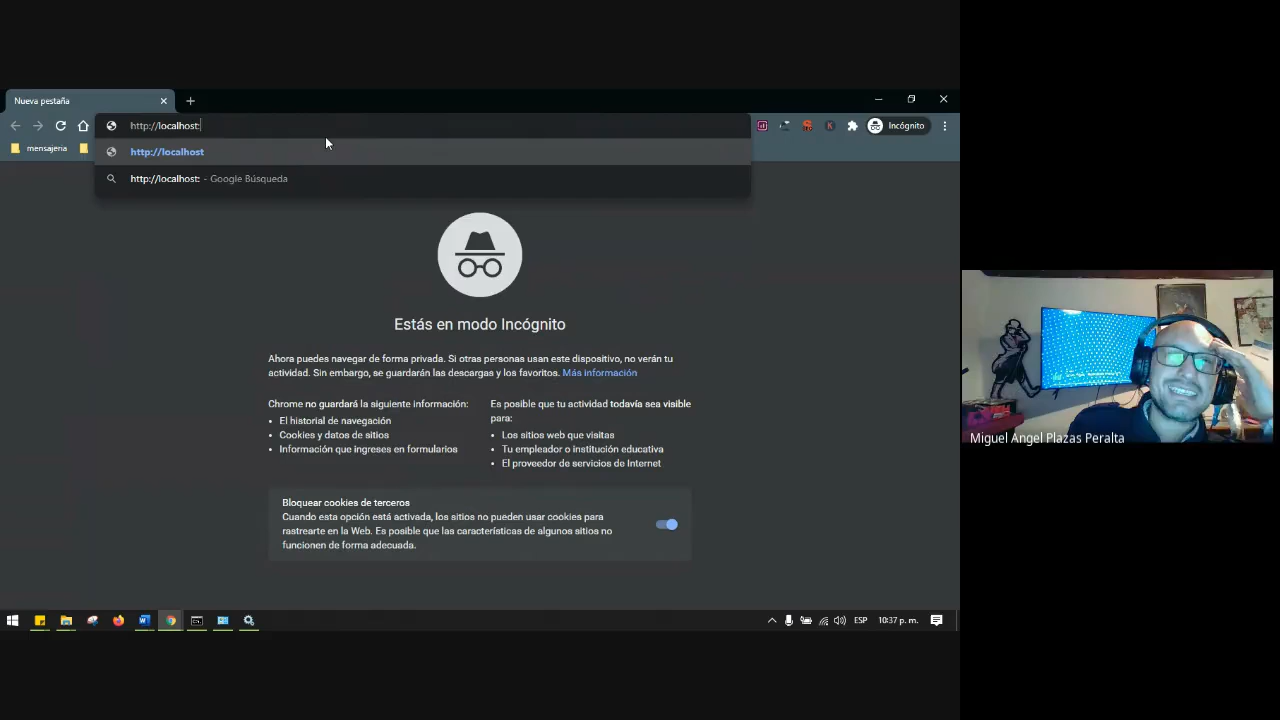 Nueva pestaña
http://localhost:
Incógnito
mensajeria
http://localhost
http://localhost: - Google Búsqueda
Estás en modo Incógnito
Ahora puedes navegar de forma privada. Si otras personas usan este dispositivo, no verán tu
actividad. Sin embargo, se guardarán las descargas y los favoritos. Más información
Chrome no guardará la siguiente información:
El historial de navegación
Cookies y datos de sitios
Información que ingreses en formularios
Es posible que tu actividad todavía sea visible
para:
Los sitios web que visitas
Tu empleador o institución educativa
El proveedor de servicios de Internet
Bloquear cookies de terceros
Cuando esta opción está activada, los sitios no pueden usar cookies para
rastrearte en la Web. Es posible que las características de algunos sitios no
funcionen de forma adecuada.
ESP
10:37 p. m.
Miguel Angel Plazas Peralta